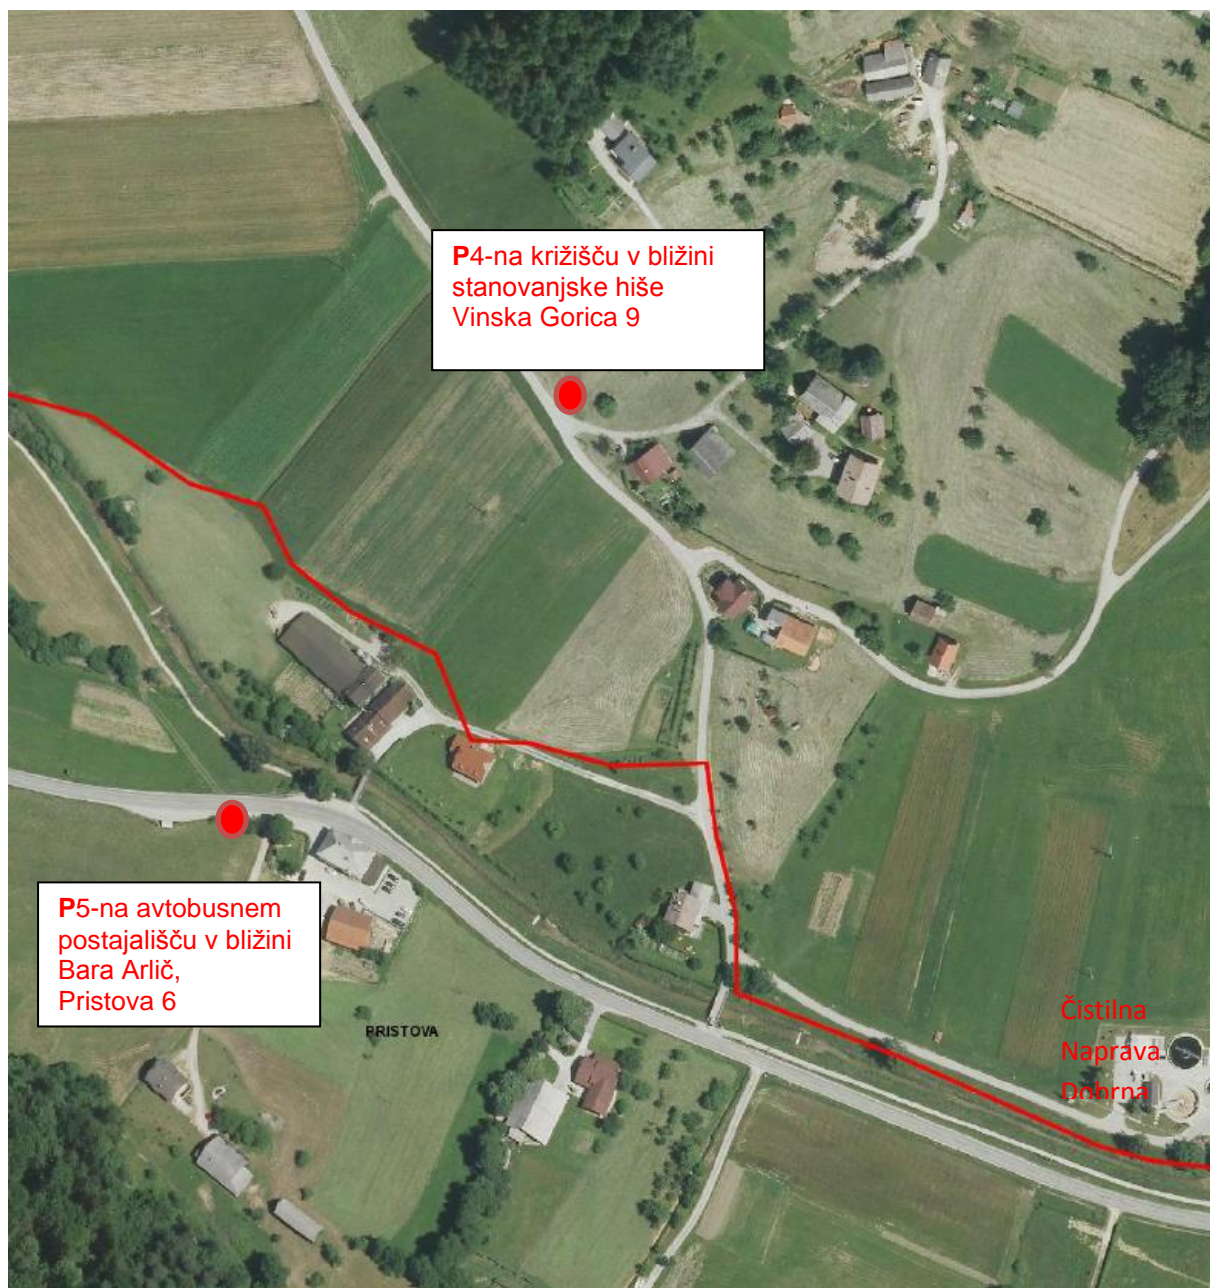 P4-na križišču v bližini
stanovanjske hiše
Vinska Gorica 9
P5-na avtobusnem
postajališču v bližini
Bara Arlič,
Pristova 6
PRISTOVA
Čistilna
Naprava
Dobrna